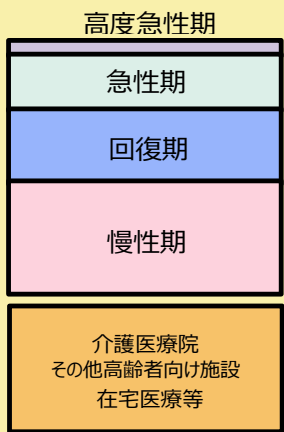 高度急性期
急性期
回復期
慢性期
介護医療院
その他高齢者向け施設
在宅医療等